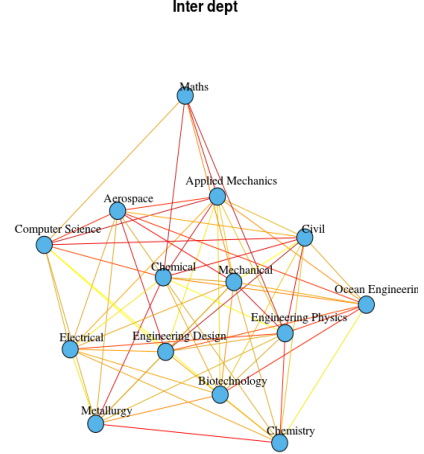 Inter dept
Maths
Applied Mechanics
Aerospace
Computer Science
Civil
Chemical
Mechanical
Ocean Engineerin
Engineering Physics
Electrical
Engineering Design
Biotechnology
Metallurgy
Chemistry